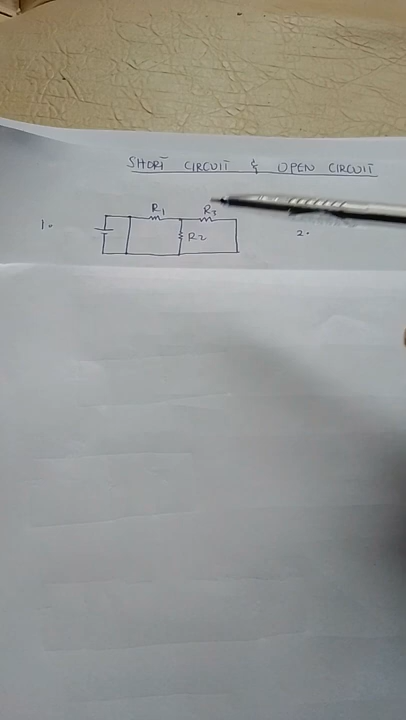 SHORT CIRCUIT & OPEN CIRCUIT
1.
R1
R3
R2
2.